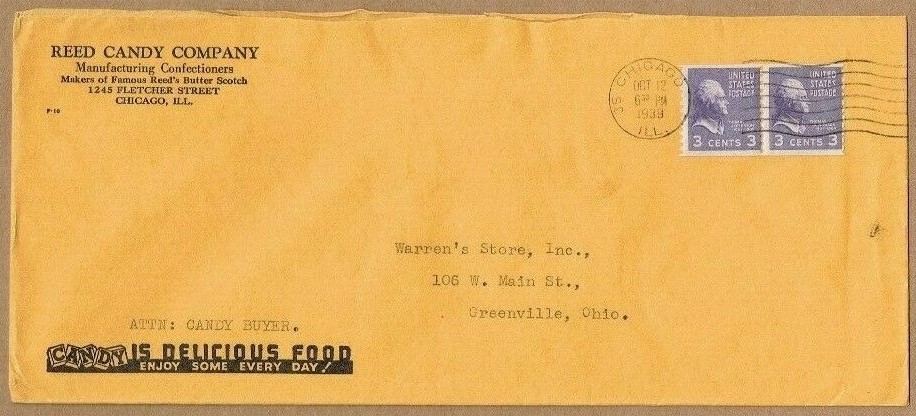 REED CANDY COMPANY
Manufacturing Confectioners
Makers of Famous Reed's Butter Scotch
1245 FLETCHER STREET
CHICAGO, ILL.
P-10
CHICAGO
OCT 12
6 PM
1939
ILL.
UNITED
STATES
POSTAGE
3 CENTS 3
UNITED
STATES
POSTAGE
3 CENTS 3
Warren's Store, Inc.,
106 W. Main St.,
Greenville, Ohio.
ATTN: CANDY BUYER.
CANDY IS DELICIOUS FOOD
ENJOY SOME EVERY DAY!